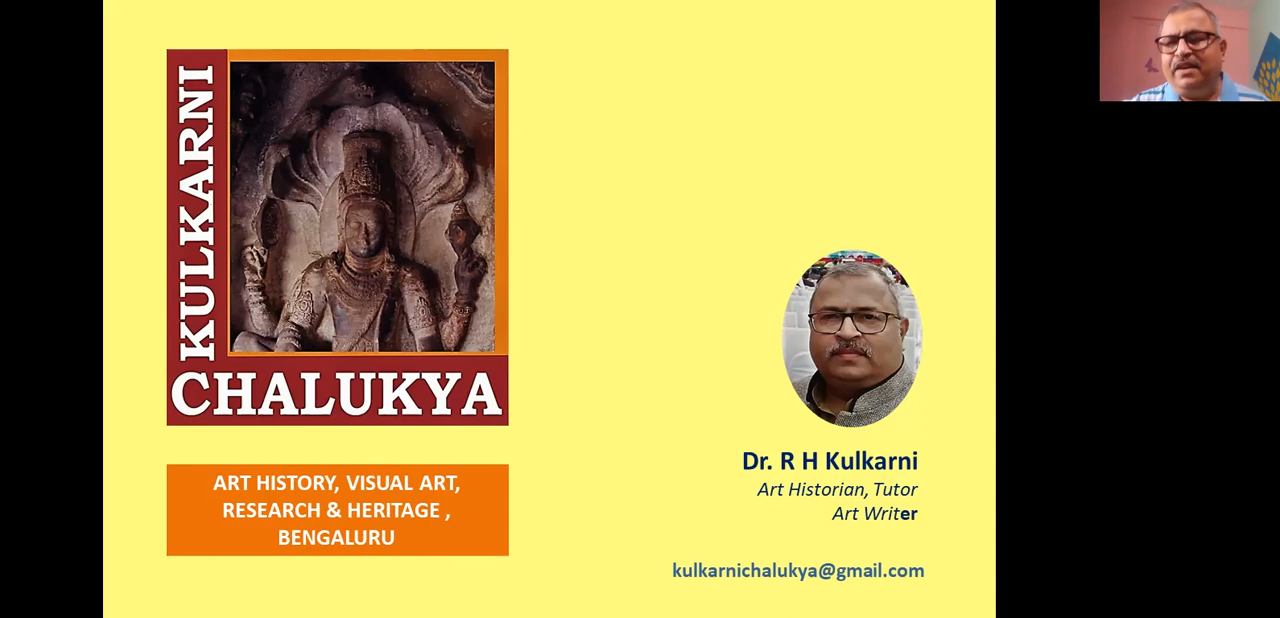 KULKARNI
CHALUKYA
ART HISTORY, VISUAL ART,
RESEARCH & HERITAGE ,
BENGALURU
Dr. R H Kulkarni
Art Historian, Tutor
Art Writer
kulkarnichalukya@gmail.com